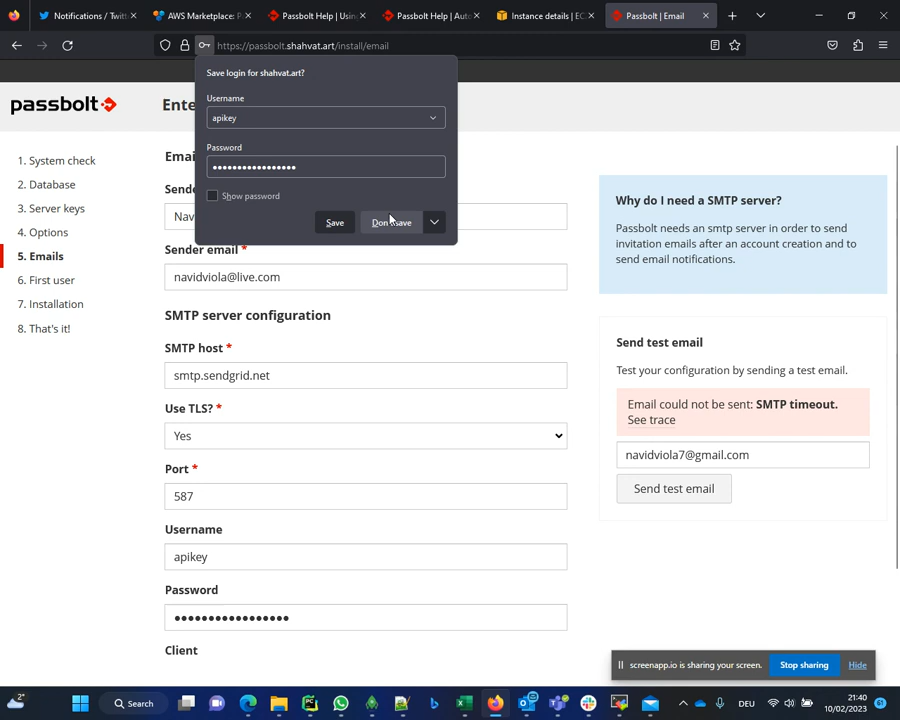 Notifications / Twitt
AWS Marketplace: P
Passbolt Help | Usin
Passbolt Help | Auto
Instance details | EC
Passbolt | Email
https://passbolt.shahvat.art/install/email
Save login for shahvat.art?
Username
apikey
Password
•••••••••••••••••
Show password
Save
Don't save
passbolt
Ente
1. System check
2. Database
3. Server keys
4. Options
5. Emails
6. First user
7. Installation
8. That's it!
Emai
Sende
Nav
Sender email *
navidviola@live.com
SMTP server configuration
SMTP host *
smtp.sendgrid.net
Use TLS? *
Yes
Port *
587
Username
apikey
Password
•••••••••••••••••
Client
Why do I need a SMTP server?
Passbolt needs an smtp server in order to send
invitation emails after an account creation and to
send email notifications.
Send test email
Test your configuration by sending a test email.
Email could not be sent: SMTP timeout.
See trace
navidviola7@gmail.com
Send test email
screenapp.io is sharing your screen.
Stop sharing
Hide
2°
Search
DEU
21:40
10/02/2023
61